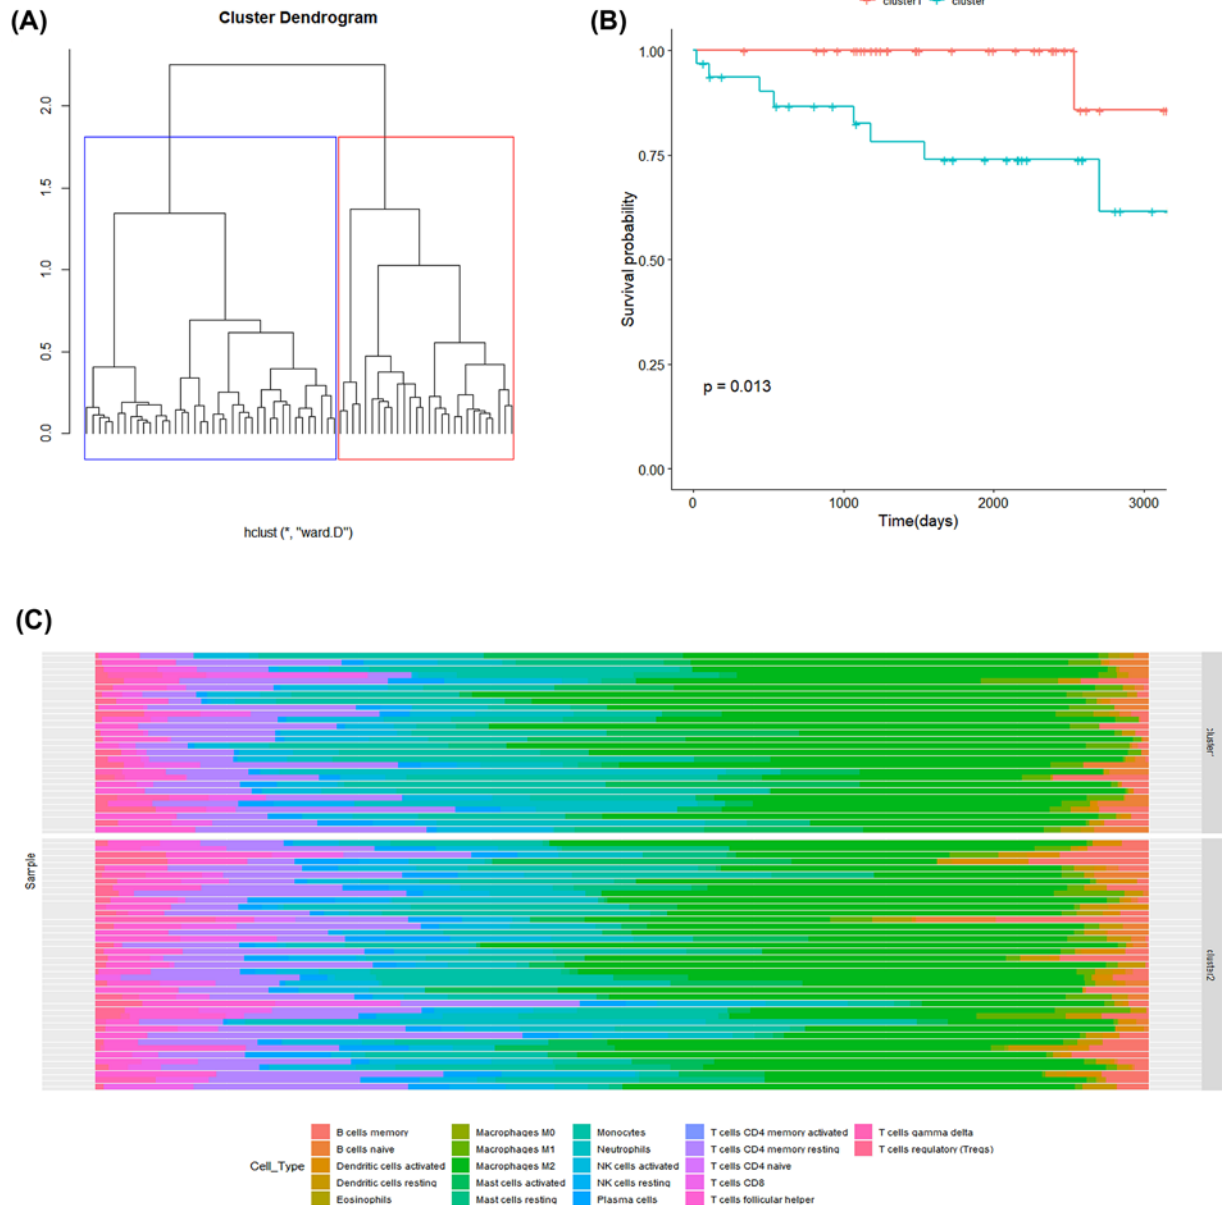 (A)
Cluster Dendrogram
2.0
1.5
1.0
0.5
0.0
hclust (*, "ward.D")
(B)
cluster1 cluster
1.00
0.75
0.50
0.25
0.00
Survival probability
p = 0.013
0 1000 2000 3000
Time(days)
(C)
Sample
cluster1
cluster2
Cell_Type
B cells memory
B cells naive
Dendritic cells activated
Dendritic cells resting
Eosinophils
Macrophages M0
Macrophages M1
Macrophages M2
Mast cells activated
Mast cells resting
Monocytes
Neutrophils
NK cells activated
NK cells resting
Plasma cells
T cells CD4 memory activated
T cells CD4 memory resting
T cells CD4 naive
T cells CD8
T cells follicular helper
T cells gamma delta
T cells regulatory (Tregs)